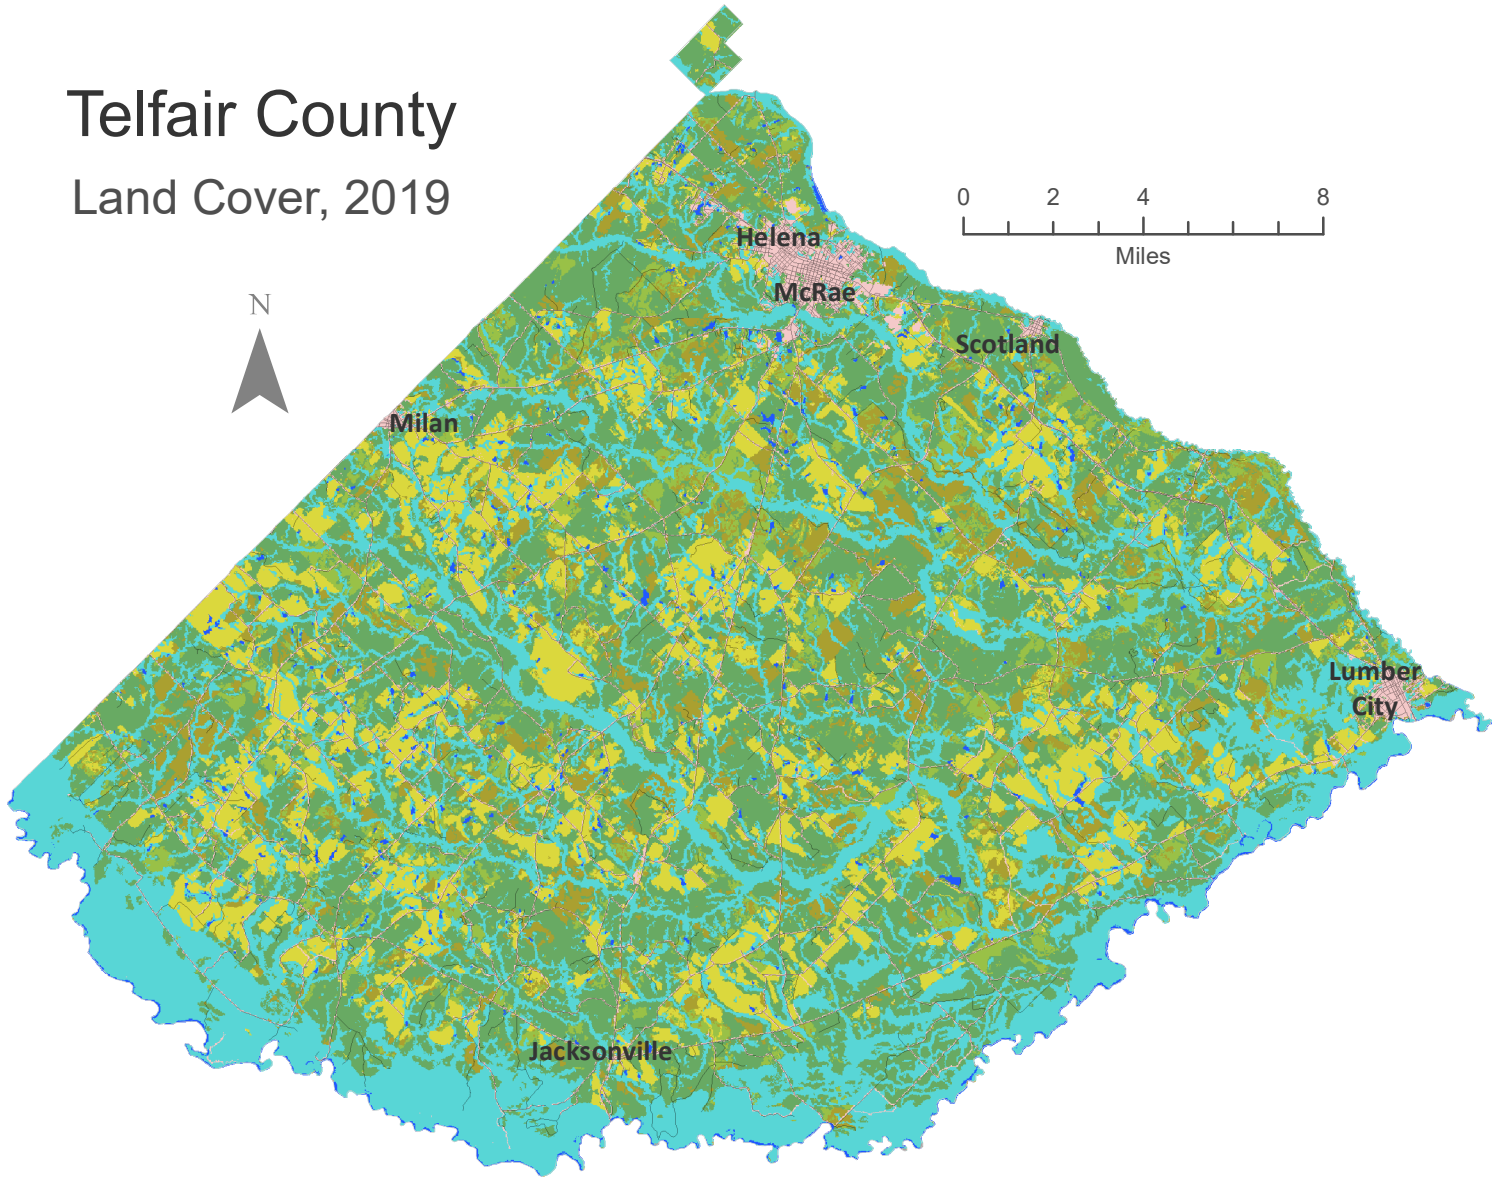 Telfair County
Land Cover, 2019
0 2 4 8
Miles
N
Helena
McRae
Scotland
Milan
Lumber
City
Jacksonville